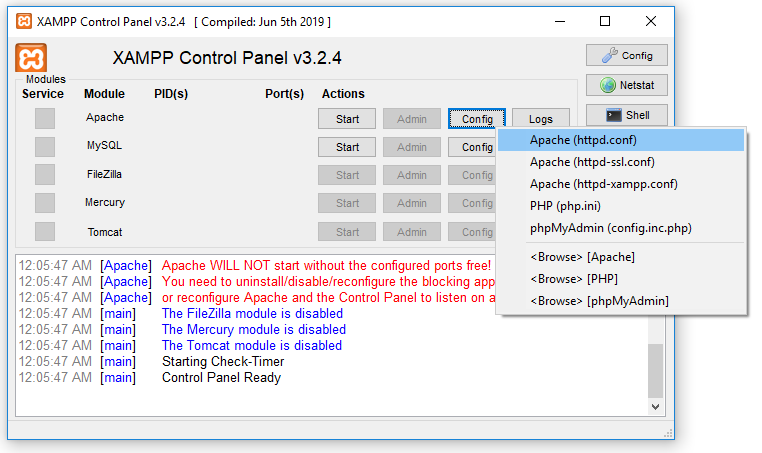 XAMPP Control Panel v3.2.4 [ Compiled: Jun 5th 2019 ]
XAMPP Control Panel v3.2.4
Config
Netstat
Shell
Modules
Service Module PID(s) Port(s) Actions
Apache Start Admin Config Logs
MySQL Start Admin Config
FileZilla Start Admin Config
Mercury Start Admin Config
Tomcat Start Admin Config
Apache (httpd.conf)
Apache (httpd-ssl.conf)
Apache (httpd-xampp.conf)
PHP (php.ini)
phpMyAdmin (config.inc.php)
<Browse> [Apache]
<Browse> [PHP]
<Browse> [phpMyAdmin]
12:05:47 AM [Apache] Apache WILL NOT start without the configured ports free!
12:05:47 AM [Apache] You need to uninstall/disable/reconfigure the blocking app
12:05:47 AM [Apache] or reconfigure Apache and the Control Panel to listen on a
12:05:47 AM [main] The FileZilla module is disabled
12:05:47 AM [main] The Mercury module is disabled
12:05:47 AM [main] The Tomcat module is disabled
12:05:47 AM [main] Starting Check-Timer
12:05:47 AM [main] Control Panel Ready